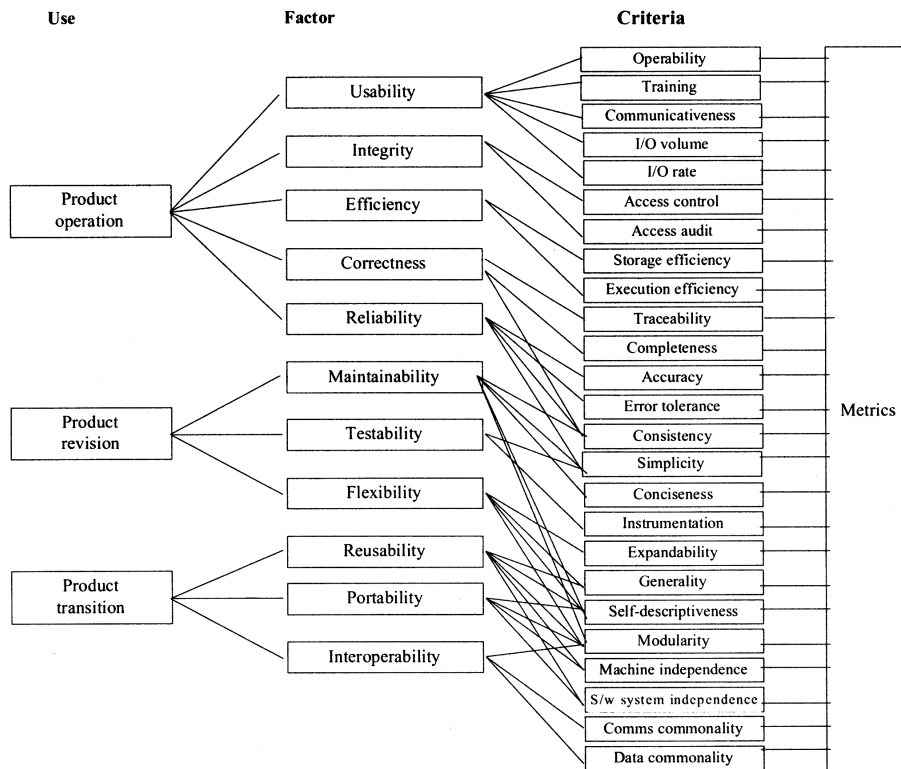 Use
Factor
Criteria
Product
operation
Product
revision
Product
transition
Usability
Integrity
Efficiency
Correctness
Reliability
Maintainability
Testability
Flexibility
Reusability
Portability
Interoperability
Operability
Training
Communicativeness
I/O volume
I/O rate
Access control
Access audit
Storage efficiency
Execution efficiency
Traceability
Completeness
Accuracy
Error tolerance
Consistency
Simplicity
Conciseness
Instrumentation
Expandability
Generality
Self-descriptiveness
Modularity
Machine independence
S/w system independence
Comms commonality
Data commonality
Metrics